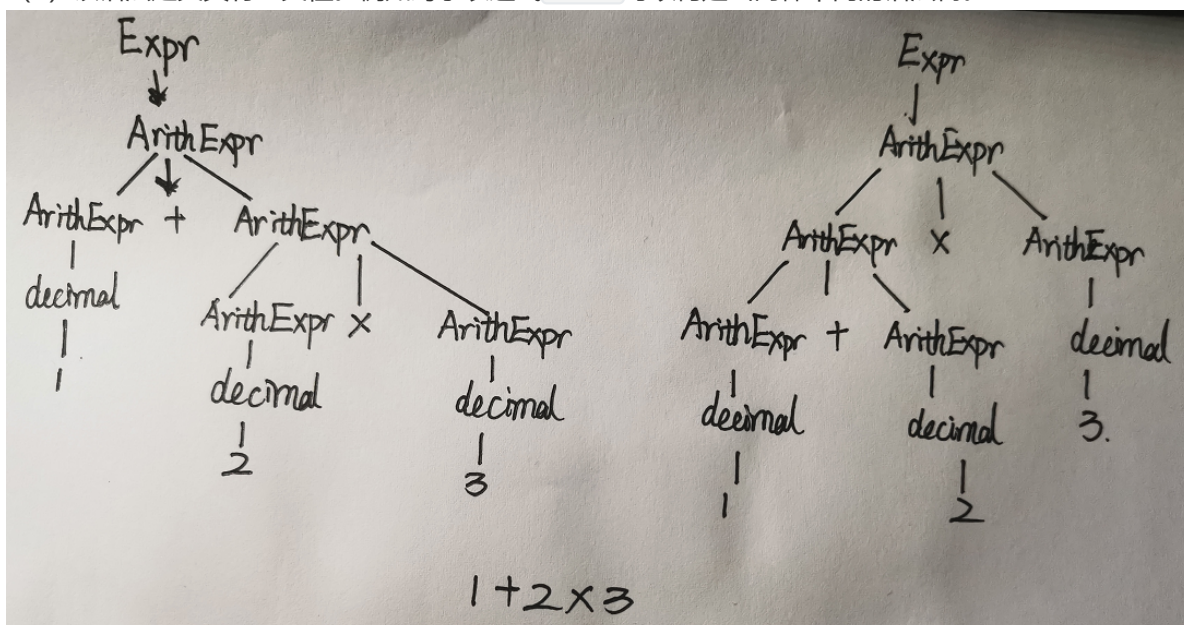 Expr
ArithExpr
ArithExpr + ArithExpr
decimal
ArithExpr × ArithExpr
1
decimal decimal
2 3
Expr
ArithExpr
ArithExpr × ArithExpr
ArithExpr + ArithExpr decimal
decimal decimal 3.
1 2
1+2×3